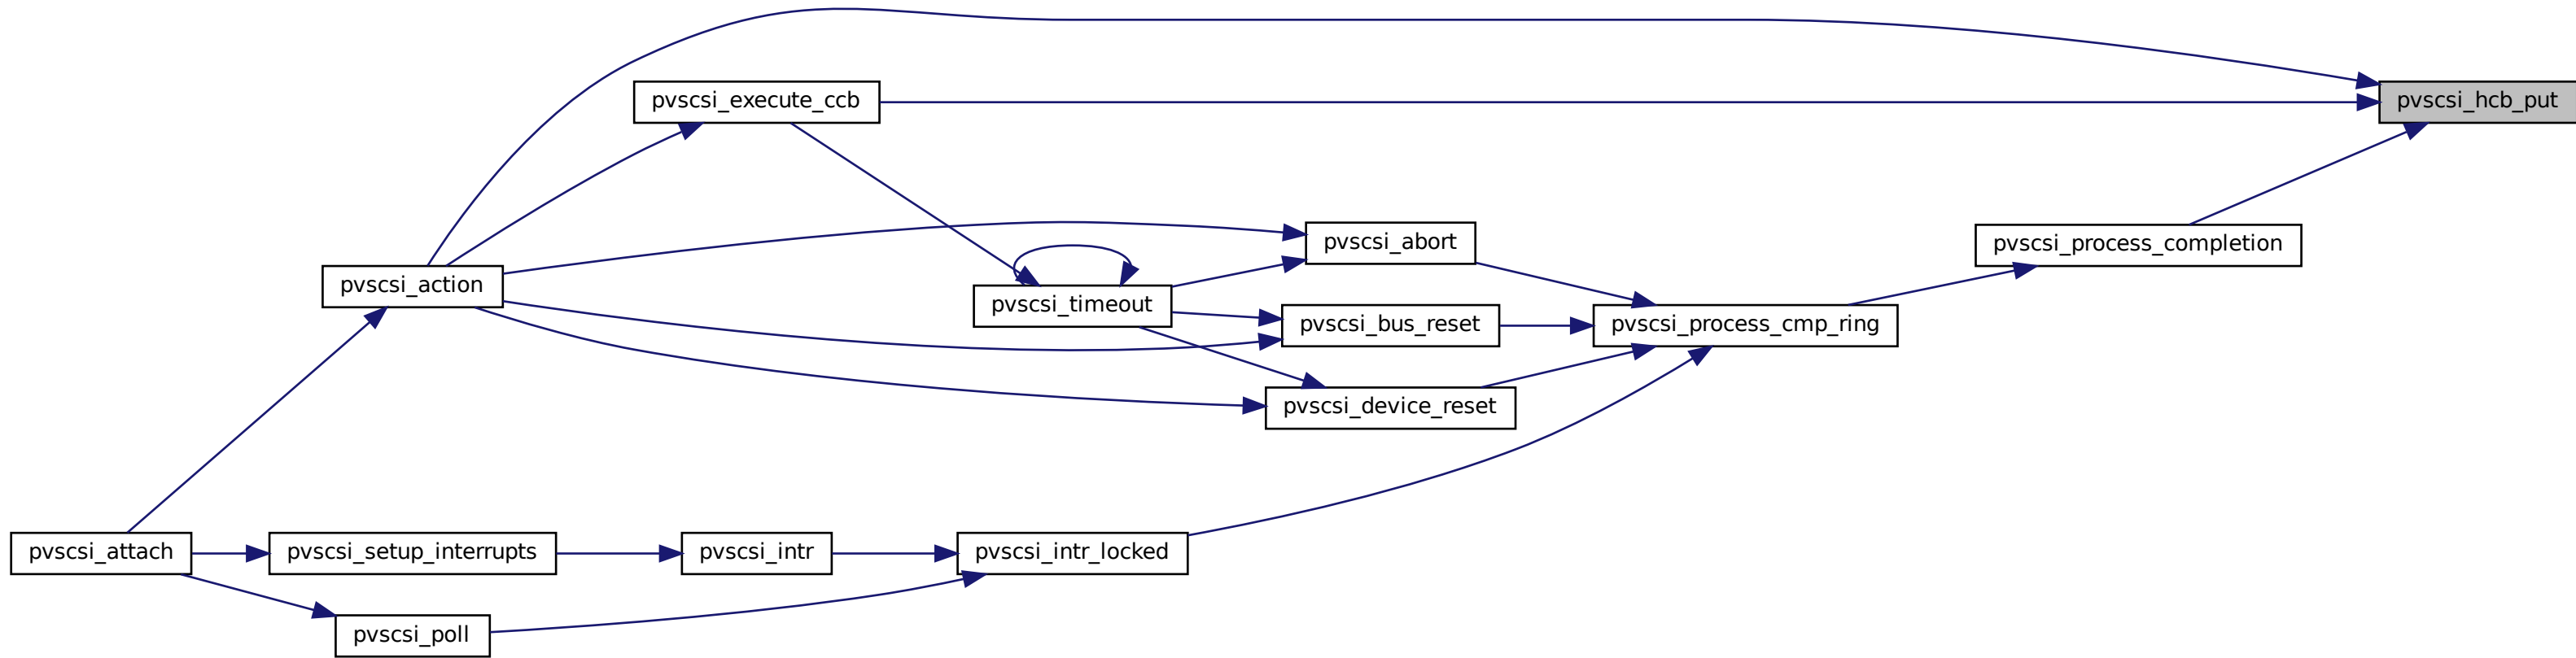 pvscsi_execute_ccb
pvscsi_hcb_put
pvscsi_abort
pvscsi_process_completion
pvscsi_action
pvscsi_timeout
pvscsi_bus_reset
pvscsi_process_cmp_ring
pvscsi_device_reset
pvscsi_attach
pvscsi_setup_interrupts
pvscsi_intr
pvscsi_intr_locked
pvscsi_poll